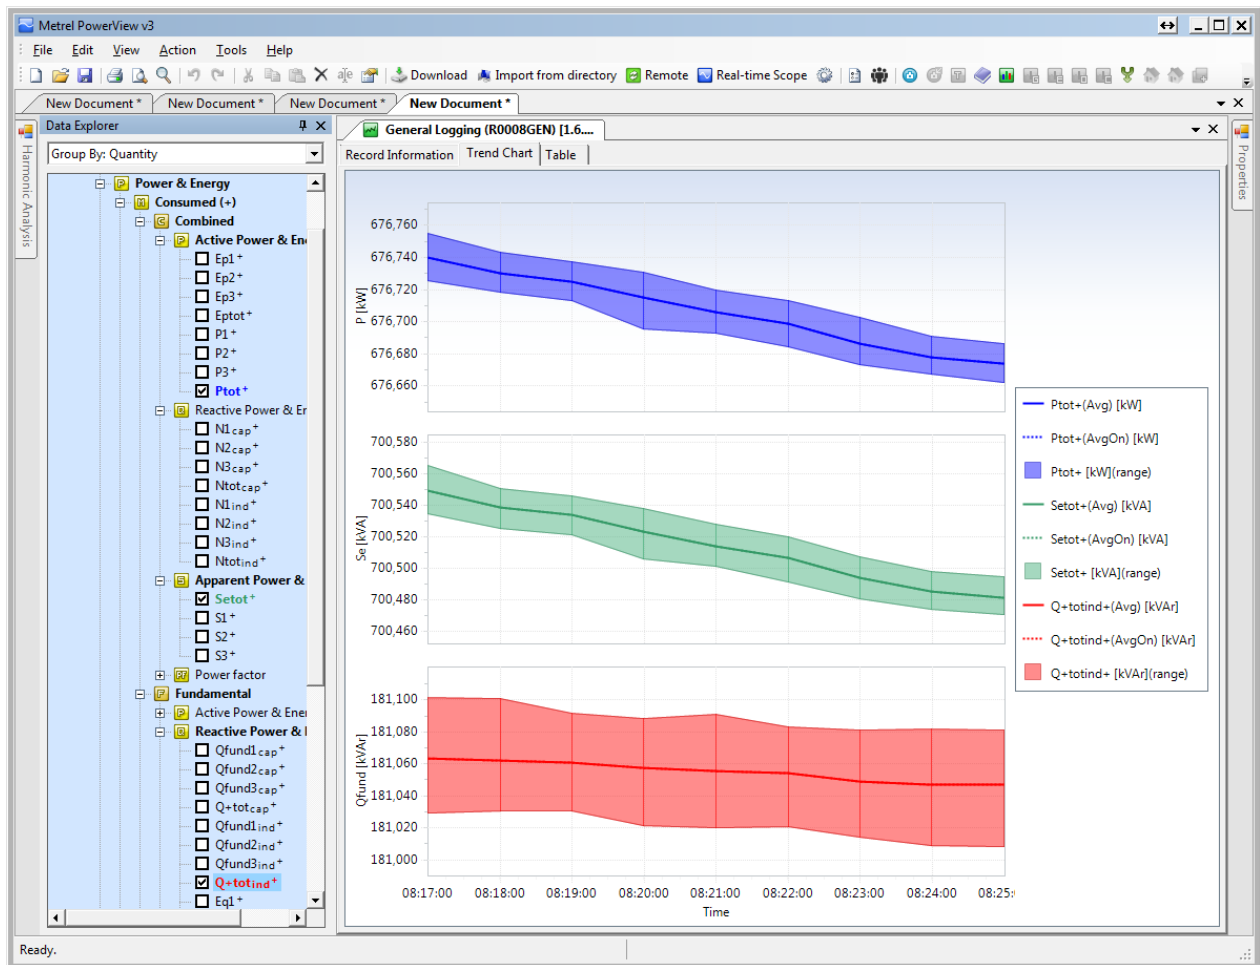 Metrel PowerView v3
File Edit View Action Tools Help
Download Import from directory Remote Real-time Scope
New Document * New Document * New Document * New Document *
Harmonic Analysis
Data Explorer
Group By: Quantity
Power & Energy
Consumed (+)
Combined
Active Power & En
Ep1+
Ep2+
Ep3+
Eptot+
P1+
P2+
P3+
Ptot+
Reactive Power & Er
N1cap+
N2cap+
N3cap+
Ntotcap+
N1ind+
N2ind+
N3ind+
Ntotind+
Apparent Power &
Setot+
S1+
S2+
S3+
Power factor
Fundamental
Active Power & Ener
Reactive Power &
Qfund1cap+
Qfund2cap+
Qfund3cap+
Q+totcap+
Qfund1ind+
Qfund2ind+
Qfund3ind+
Q+totind+
Eq1+
General Logging (R0008GEN) [1.6....
Record Information Trend Chart Table
P [kW]
676,760
676,740
676,720
676,700
676,680
676,660
Se [kVA]
700,580
700,560
700,540
700,520
700,500
700,480
700,460
Qfund [kVAr]
181,100
181,080
181,060
181,040
181,020
181,000
08:17:00 08:18:00 08:19:00 08:20:00 08:21:00 08:22:00 08:23:00 08:24:00 08:25:
Time
Ptot+(Avg) [kW]
Ptot+(AvgOn) [kW]
Ptot+ [kW](range)
Setot+(Avg) [kVA]
Setot+(AvgOn) [kVA]
Setot+ [kVA](range)
Q+totind+(Avg) [kVAr]
Q+totind+(AvgOn) [kVAr]
Q+totind+ [kVAr](range)
Properties
Ready.